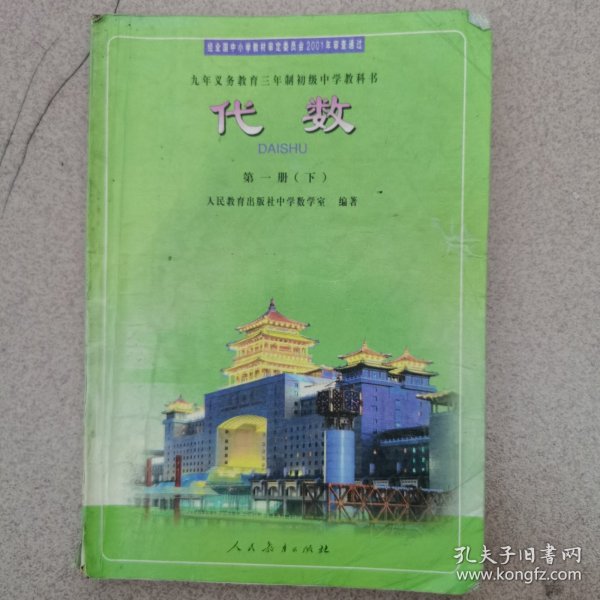 经全国中小学教材审定委员会2001年审查通过
九年义务教育三年制初级中学教科书
代数
DAISHU
第一册(下)
人民教育出版社中学数学室 编著
人民教育出版社
孔夫子旧书网
www.kongfz.com